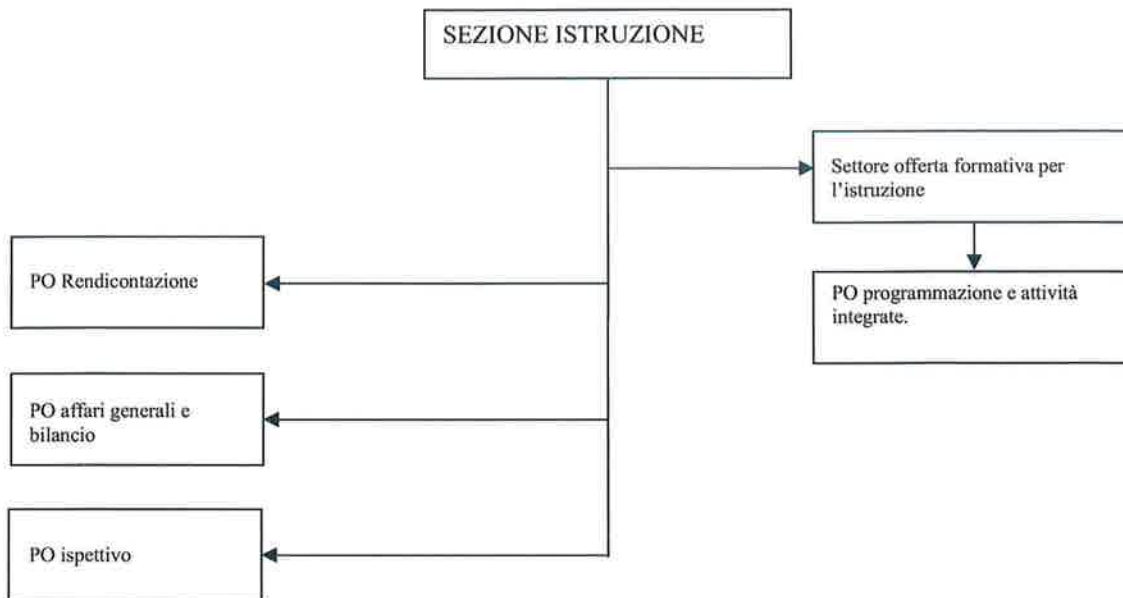 SEZIONE ISTRUZIONE
Settore offerta formativa per
l'istruzione
PO Rendicontazione
PO programmazione e attività
integrate.
PO affari generali e
bilancio
PO ispettivo